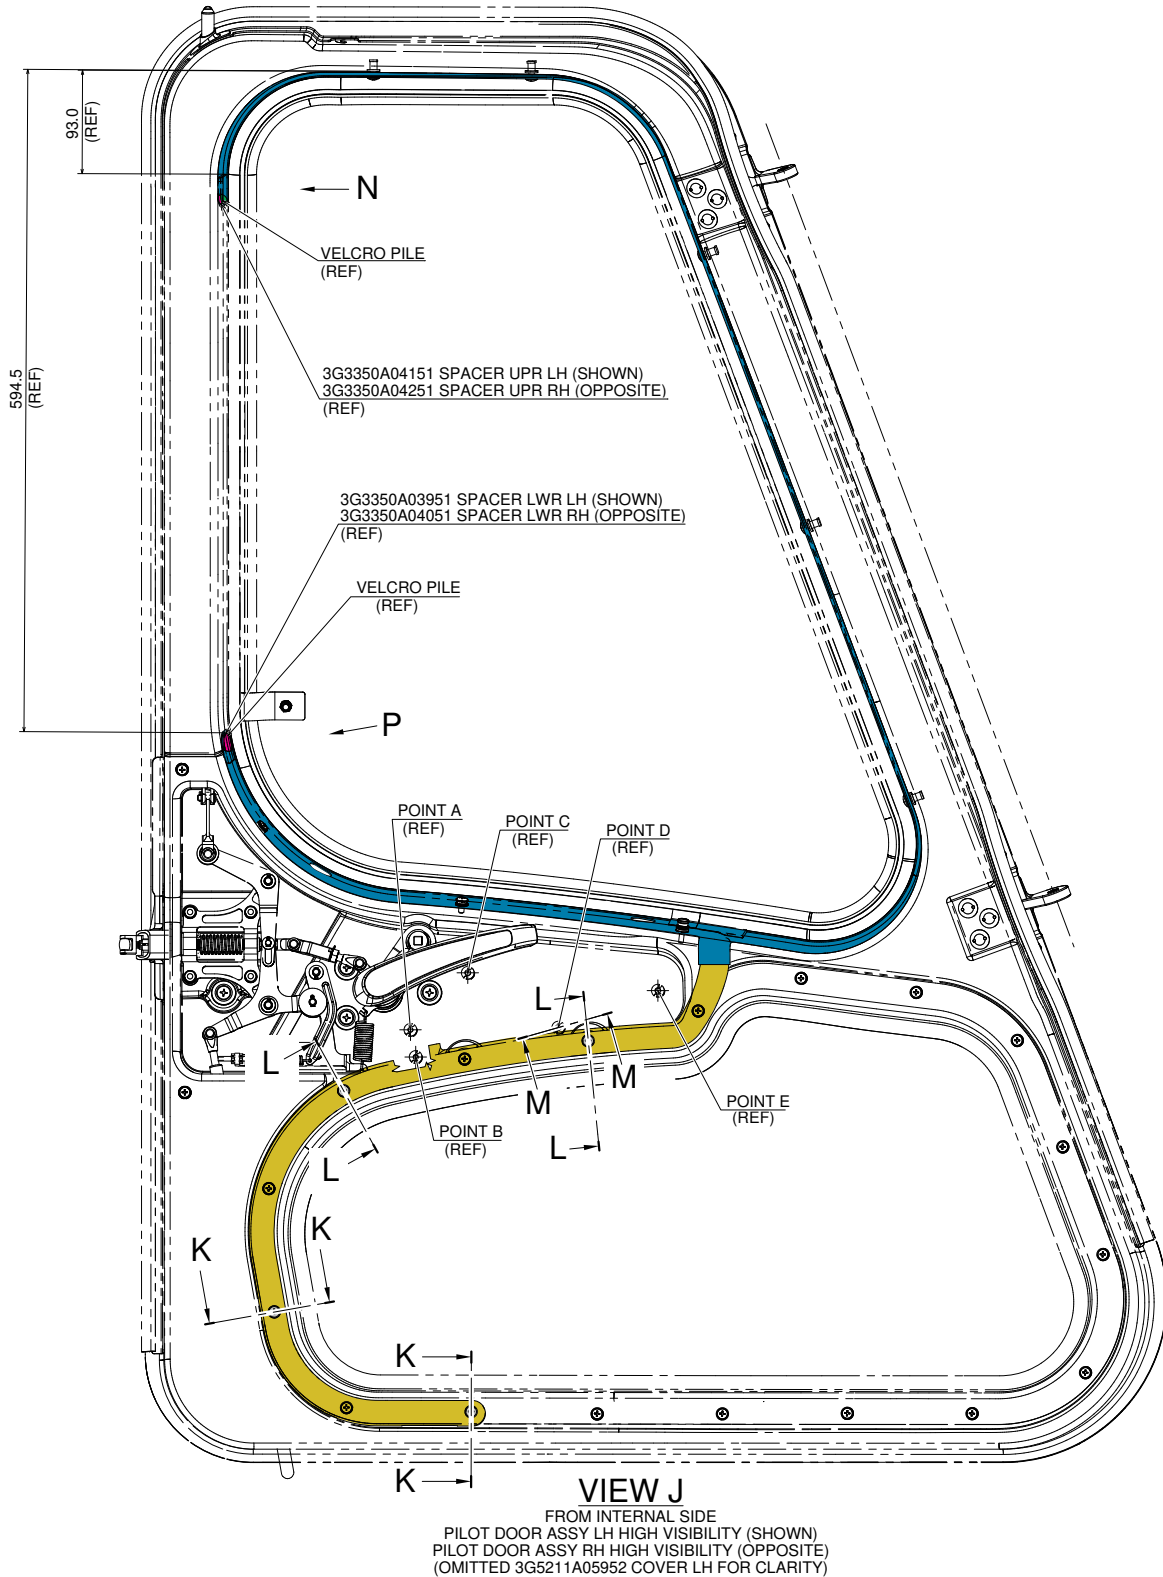 93.0
(REF)
594.5
(REF)
N
VELCRO PILE
(REF)
3G3350A04151 SPACER UPR LH (SHOWN)
3G3350A04251 SPACER UPR RH (OPPOSITE)
(REF)
3G3350A03951 SPACER LWR LH (SHOWN)
3G3350A04051 SPACER LWR RH (OPPOSITE)
(REF)
VELCRO PILE
(REF)
P
POINT A
(REF)
POINT C
(REF)
POINT D
(REF)
L
L
M
M
POINT E
(REF)
POINT B
(REF)
L
L
K
K
K
K
VIEW J
FROM INTERNAL SIDE
PILOT DOOR ASSY LH HIGH VISIBILITY (SHOWN)
PILOT DOOR ASSY RH HIGH VISIBILITY (OPPOSITE)
(OMITTED 3G5211A05952 COVER LH FOR CLARITY)